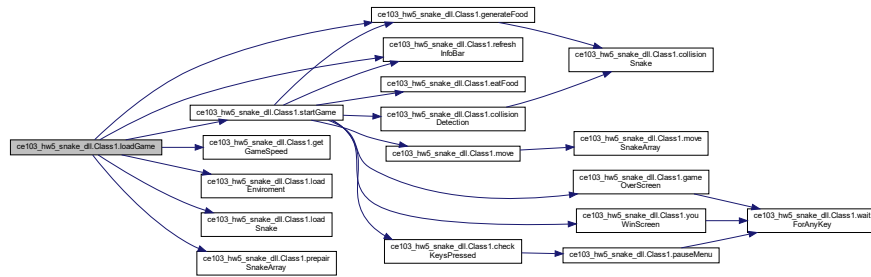 ce103_hw5_snake_dll.Class1.loadGame
ce103_hw5_snake_dll.Class1.generateFood
ce103_hw5_snake_dll.Class1.refresh
InfoBar
ce103_hw5_snake_dll.Class1.startGame
ce103_hw5_snake_dll.Class1.get
GameSpeed
ce103_hw5_snake_dll.Class1.load
Enviroment
ce103_hw5_snake_dll.Class1.load
Snake
ce103_hw5_snake_dll.Class1.prepair
SnakeArray
ce103_hw5_snake_dll.Class1.collision
Snake
ce103_hw5_snake_dll.Class1.eatFood
ce103_hw5_snake_dll.Class1.collision
Detection
ce103_hw5_snake_dll.Class1.move
ce103_hw5_snake_dll.Class1.move
SnakeArray
ce103_hw5_snake_dll.Class1.game
OverScreen
ce103_hw5_snake_dll.Class1.you
WinScreen
ce103_hw5_snake_dll.Class1.check
KeysPressed
ce103_hw5_snake_dll.Class1.pauseMenu
ce103_hw5_snake_dll.Class1.wait
ForAnyKey